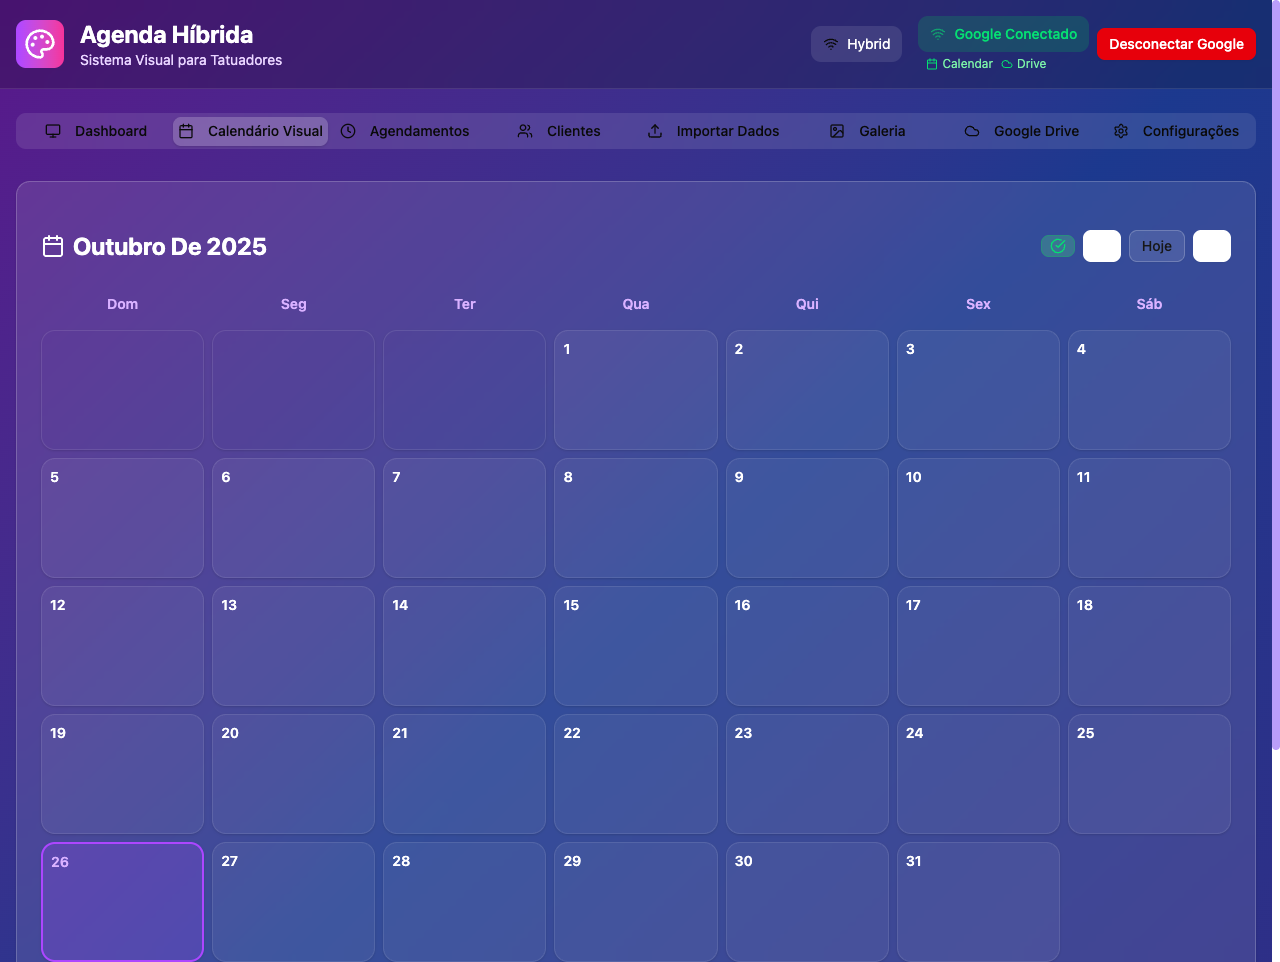 Agenda Híbrida
Sistema Visual para Tatuadores
Hybrid
Google Conectado
Calendar Drive
Desconectar Google
Dashboard Calendário Visual Agendamentos Clientes Importar Dados Galeria Google Drive Configurações
Outubro De 2025
Hoje
Dom Seg Ter Qua Qui Sex Sáb
1 2 3 4
5 6 7 8 9 10 11
12 13 14 15 16 17 18
19 20 21 22 23 24 25
26 27 28 29 30 31